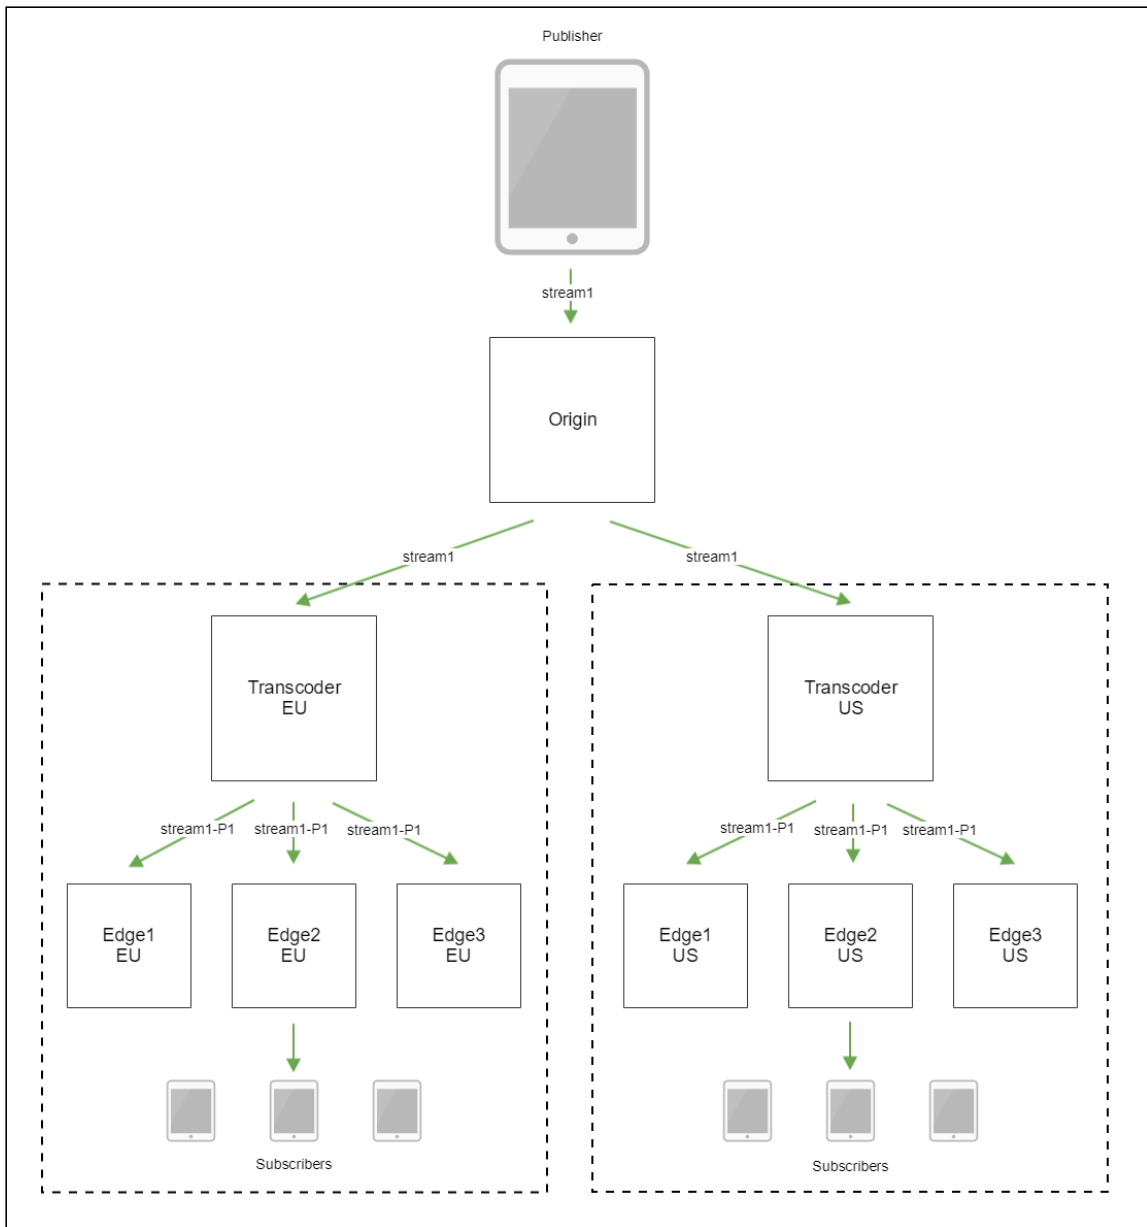 Publisher
stream1
Origin
stream1
stream1
Transcoder
EU
Transcoder
US
stream1-P1
stream1-P1
stream1-P1
stream1-P1
stream1-P1
stream1-P1
Edge1
EU
Edge2
EU
Edge3
EU
Edge1
US
Edge2
US
Edge3
US
Subscribers
Subscribers